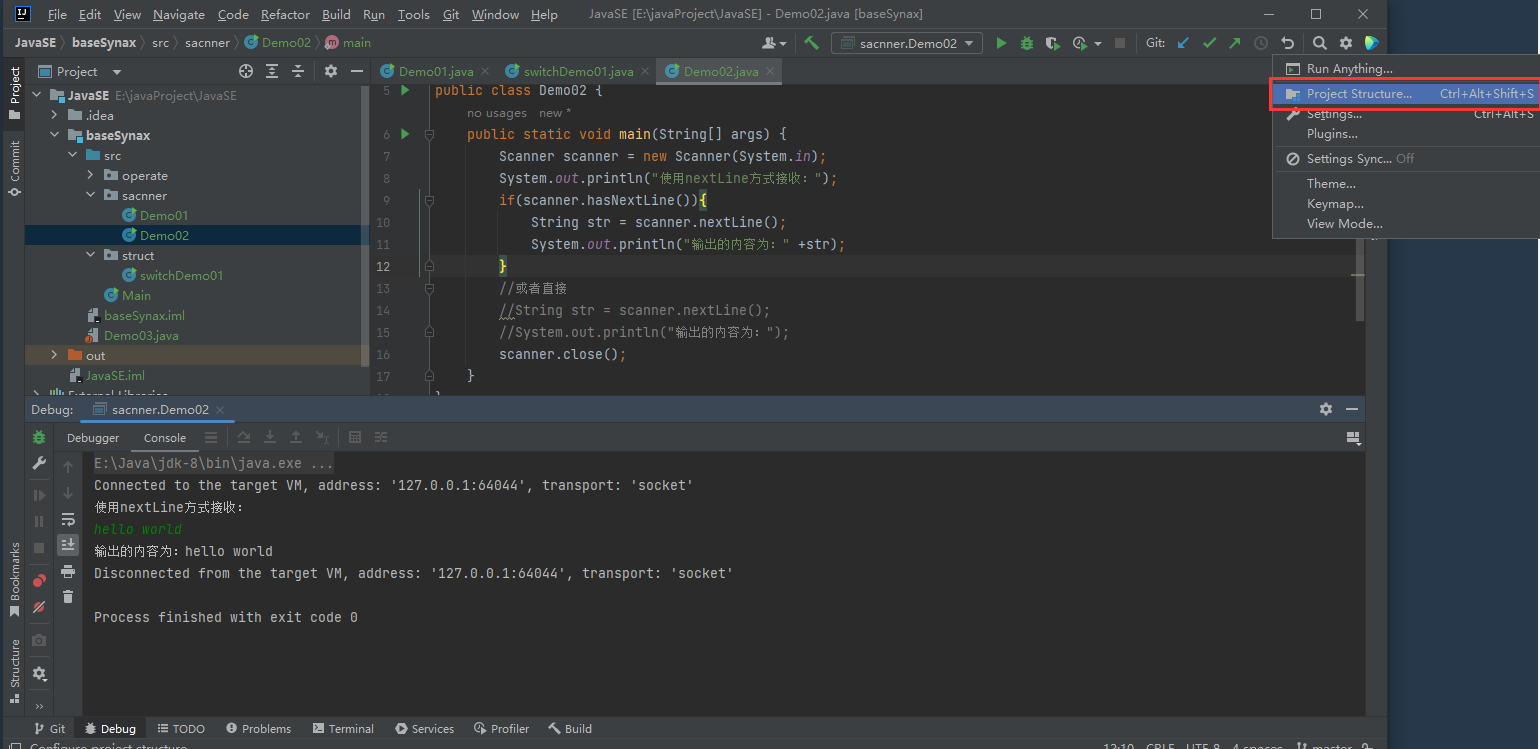 File Edit View Navigate Code Refactor Build Run Tools Git Window Help JavaSE [E:\javaProject\JavaSE] - Demo02.java [baseSynax]
JavaSE baseSynax src sacnner Demo02 main sacnner.Demo02 Git:
Project Demo01.java switchDemo01.java Demo02.java
Project
Commit
Bookmarks
Structure
JavaSE E:\javaProject\JavaSE
.idea
baseSynax
src
operate
sacnner
Demo01
Demo02
struct
switchDemo01
Main
baseSynax.iml
Demo03.java
out
JavaSE.iml
External Libraries
5 public class Demo02 {
no usages new *
6 public static void main(String[] args) {
7 Scanner scanner = new Scanner(System.in);
8 System.out.println("使用nextLine方式接收：");
9 if(scanner.hasNextLine()){
10 String str = scanner.nextLine();
11 System.out.println("输出的内容为：" +str);
12 }
13 //或者直接
14 //String str = scanner.nextLine();
15 //System.out.println("输出的内容为：");
16 scanner.close();
17 }
Run Anything...
Project Structure... Ctrl+Alt+Shift+S
Settings... Ctrl+Alt+S
Plugins...
Settings Sync... Off
Theme...
Keymap...
View Mode...
Debug: sacnner.Demo02
Debugger Console
E:\Java\jdk-8\bin\java.exe ...
Connected to the target VM, address: '127.0.0.1:64044', transport: 'socket'
使用nextLine方式接收：
hello world
输出的内容为：hello world
Disconnected from the target VM, address: '127.0.0.1:64044', transport: 'socket'
Process finished with exit code 0
Git Debug TODO Problems Terminal Services Profiler Build
Configure project structure 12:10 CRLF UTF-8 4 spaces master